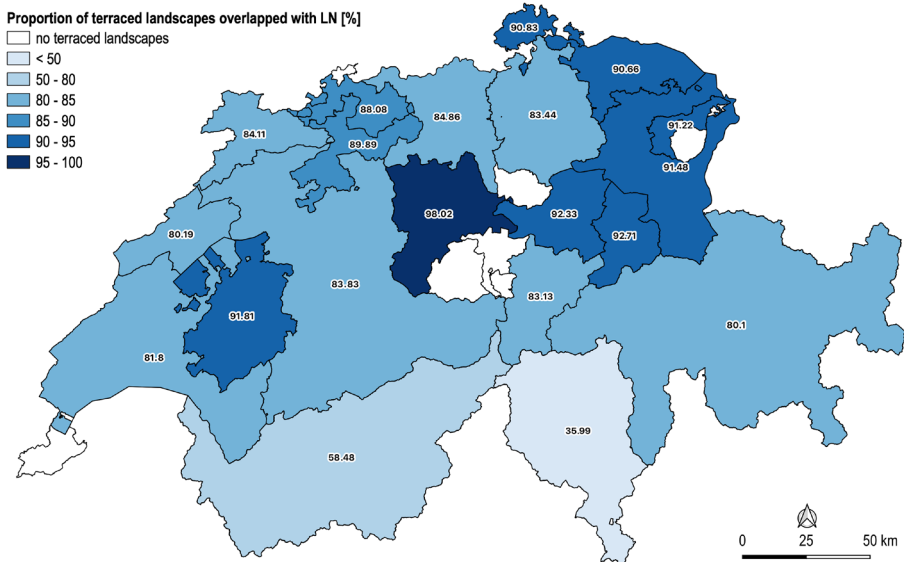 Proportion of terraced landscapes overlapped with LN [%]
no terraced landscapes
< 50
50 - 80
80 - 85
85 - 90
90 - 95
95 - 100
90.83
90.66
88.08
84.86
83.44
84.11
91.22
89.89
91.48
98.02
92.33
80.19
92.71
83.83
83.13
91.81
80.1
81.8
35.99
58.48
0 25 50 km